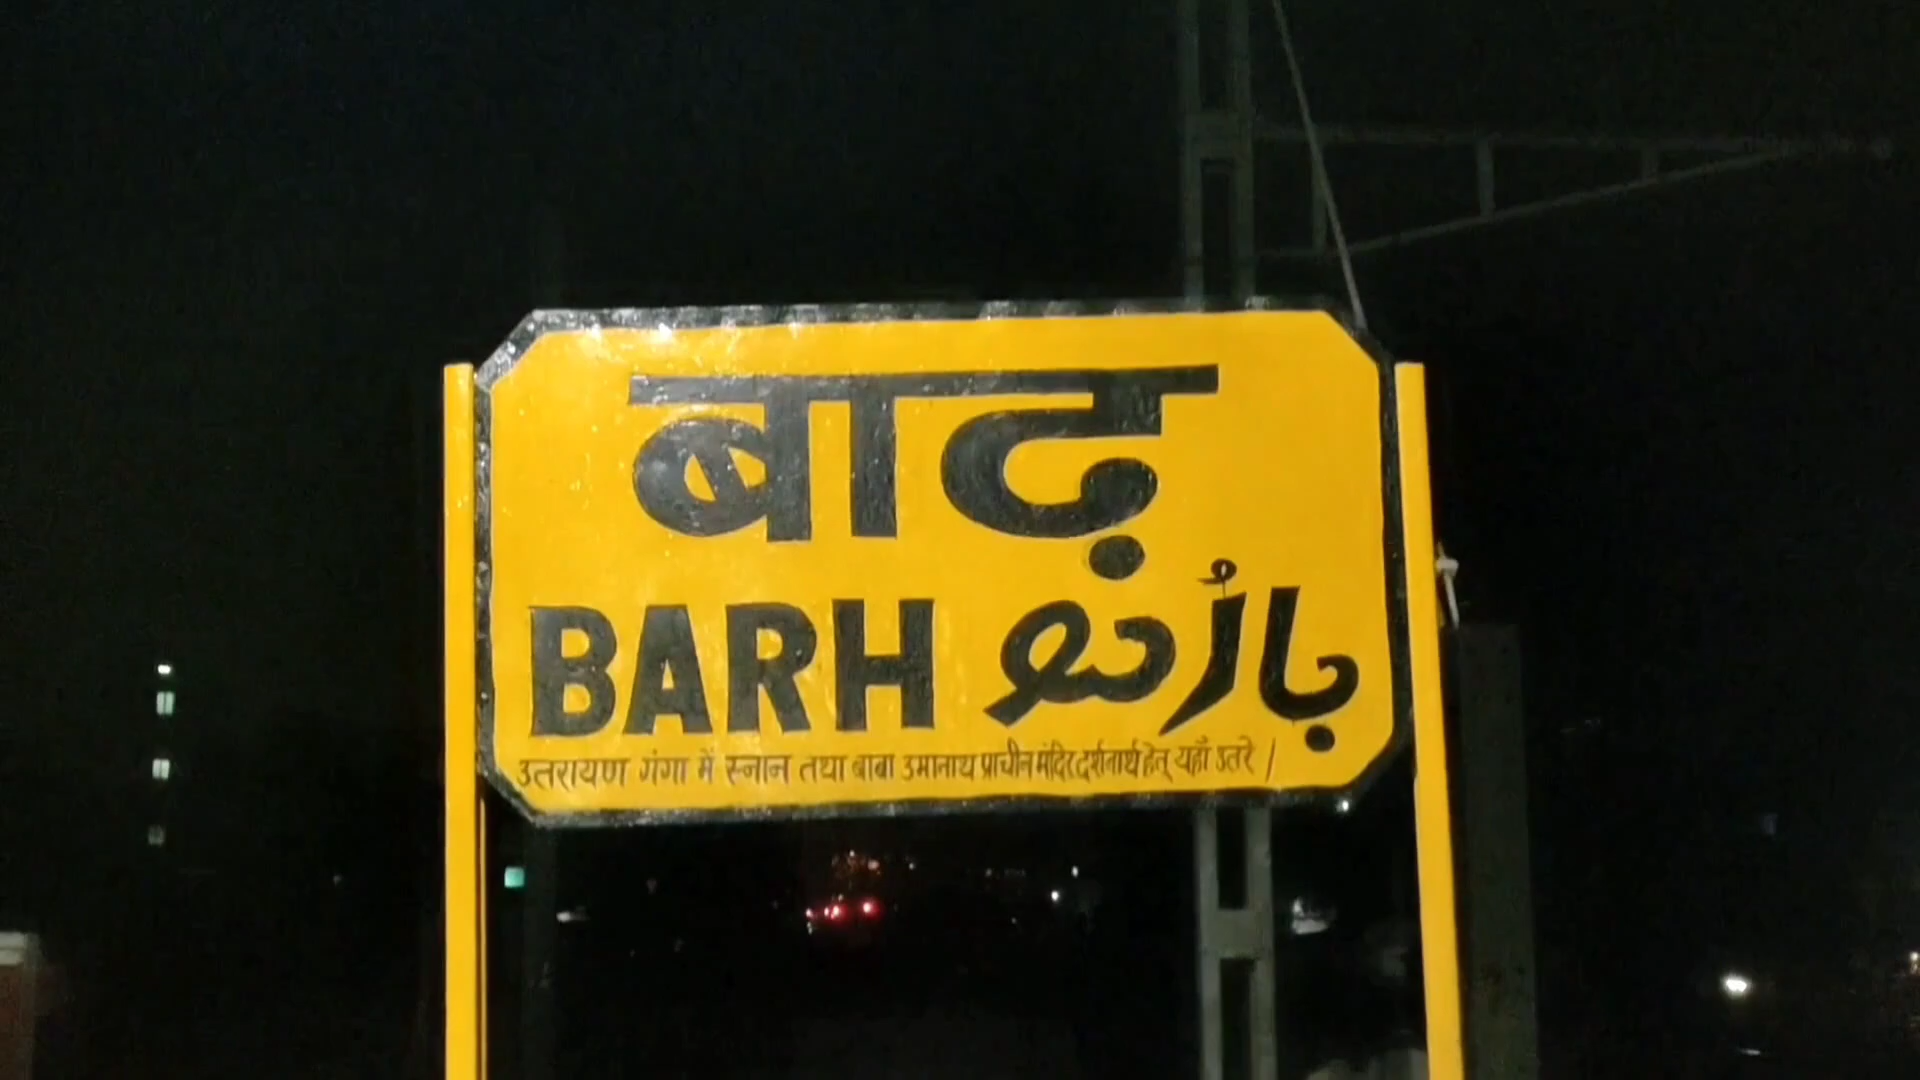 बाढ़
BARH باڑھ
उतरायण गंगा में स्नान तथा बाबा उमानाथ प्राचीन मंदिर दर्शनार्थ हेतू यहाँ उतरे |